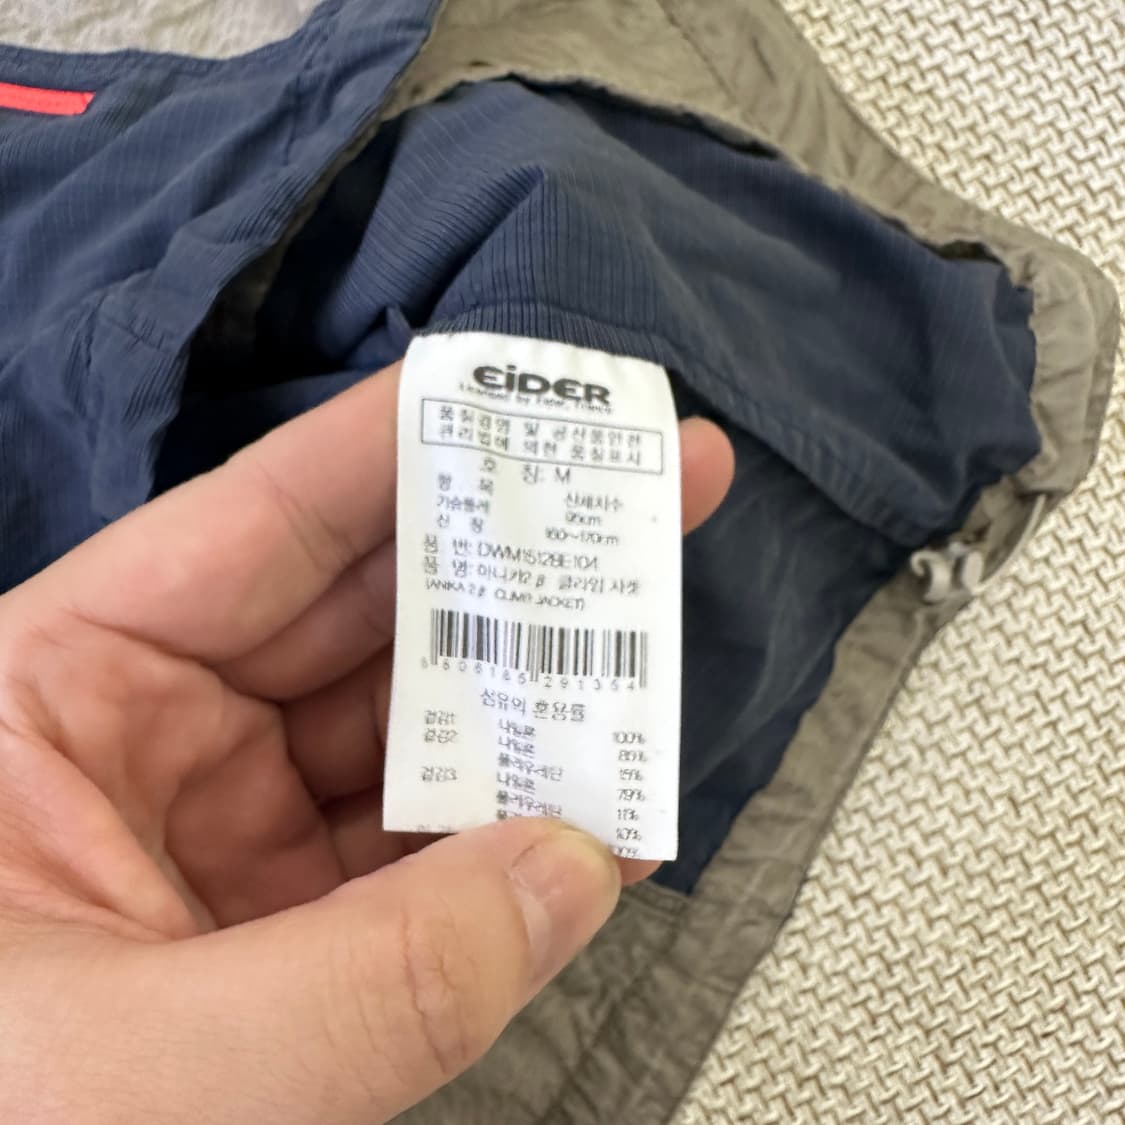 EiDER
Licensed by Eider, France
품질경영 및 공산품안전
관리법에 의한 품질표시
호 칭: M
항 목 신체치수
가슴둘레 95cm
신 장 160~170cm
품 번: DWM15128E104
품 명: 아니카2 클라임 자켓
(ANIKA 2 CLIMB JACKET)
291354
섬유의 혼용률
겉감1 나일론 100%
겉감2 나일론 85%
폴리우레탄 15%
겉감3 나일론 79%
폴리우레탄 11%
10%